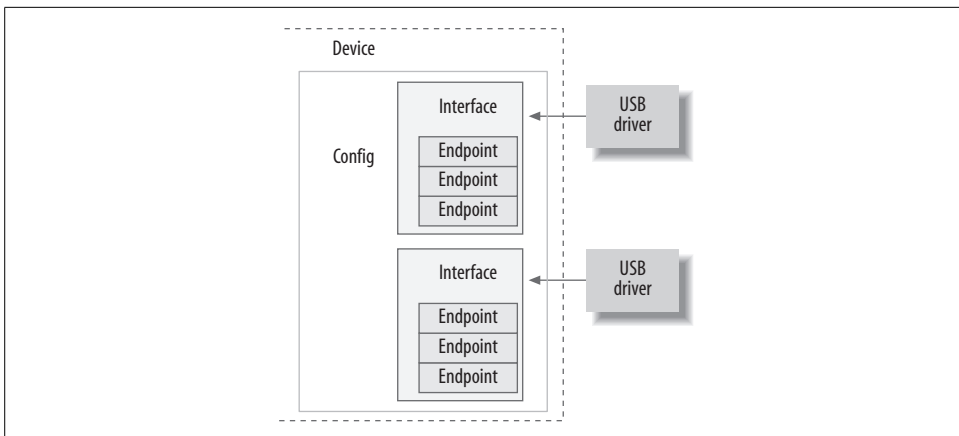 Device
Config
Interface
Endpoint
Endpoint
Endpoint
USB
driver
Interface
Endpoint
Endpoint
Endpoint
USB
driver